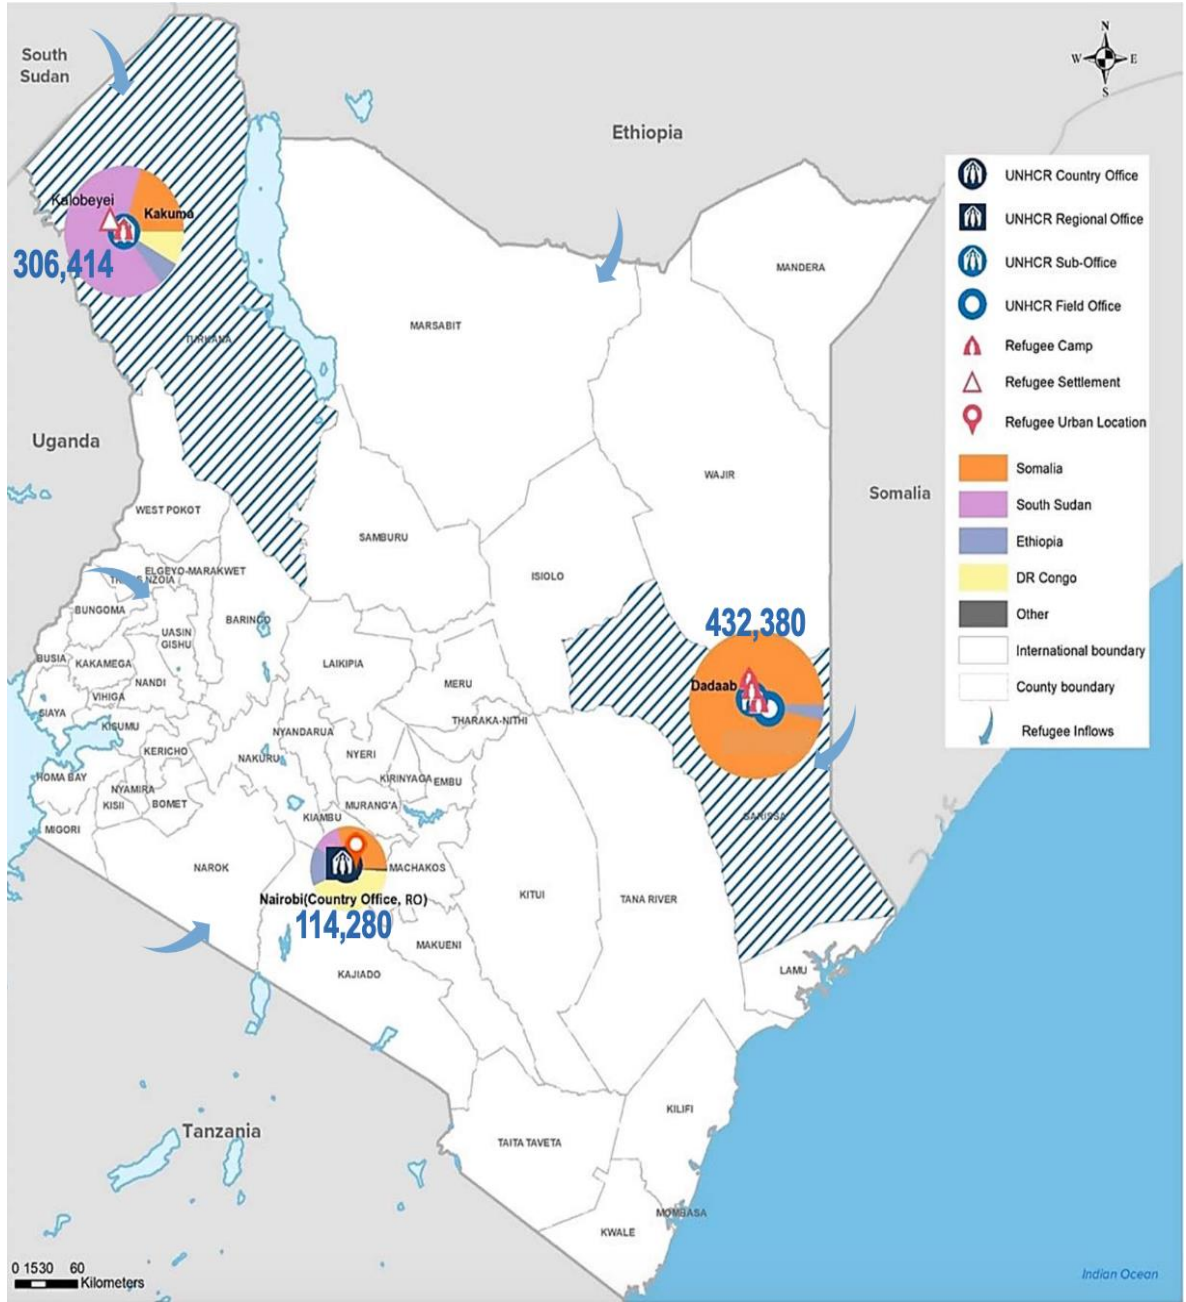 N
W E
S
South
Sudan
Ethiopia
UNHCR Country Office
UNHCR Regional Office
UNHCR Sub-Office
UNHCR Field Office
Refugee Camp
Refugee Settlement
Refugee Urban Location
Somalia
South Sudan
Ethiopia
DR Congo
Other
International boundary
County boundary
Refugee Inflows
Kalobeyei
Kakuma
306,414
MANDERA
MARSABIT
TURKANA
Uganda
WAJIR
Somalia
WEST POKOT
SAMBURU
ELGEYO-MARAKWET
TRANS NZOIA
ISIOLO
BUNGOMA
BARINGO
432,380
UASIN
GISHU
BUSIA
KAKAMEGA
LAIKIPIA
NANDI
MERU
Dadaab
VIHIGA
SIAYA
KISUMU
THARAKA-NITHI
NYANDARUA
KERICHO
NAKURU
NYERI
HOMA BAY
NYAMIRA
KIRINYAGA
EMBU
KISII
BOMET
MURANG'A
KIAMBU
GARISSA
MIGORI
NAROK
MACHAKOS
KITUI
TANA RIVER
Nairobi(Country Office, RO)
114,280
MAKUENI
KAJIADO
LAMU
Tanzania
KILIFI
TAITA TAVETA
MOMBASA
KWALE
0 1530 60
Kilometers
Indian Ocean